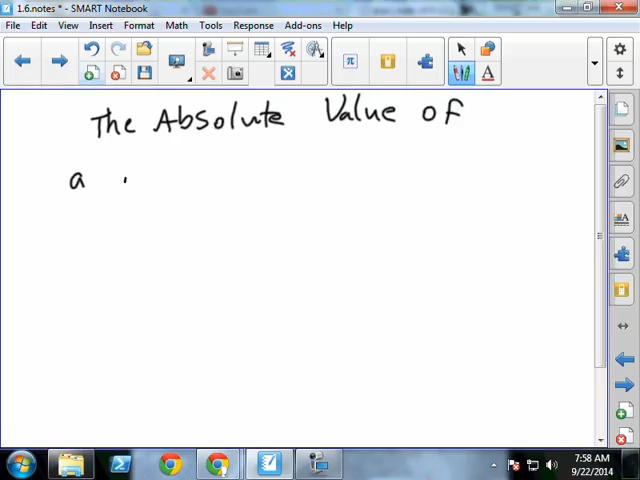 1.6.notes * - SMART Notebook
File Edit View Insert Format Math Tools Response Add-ons Help
π
A
The Absolute Value of
a
7:58 AM
9/22/2014